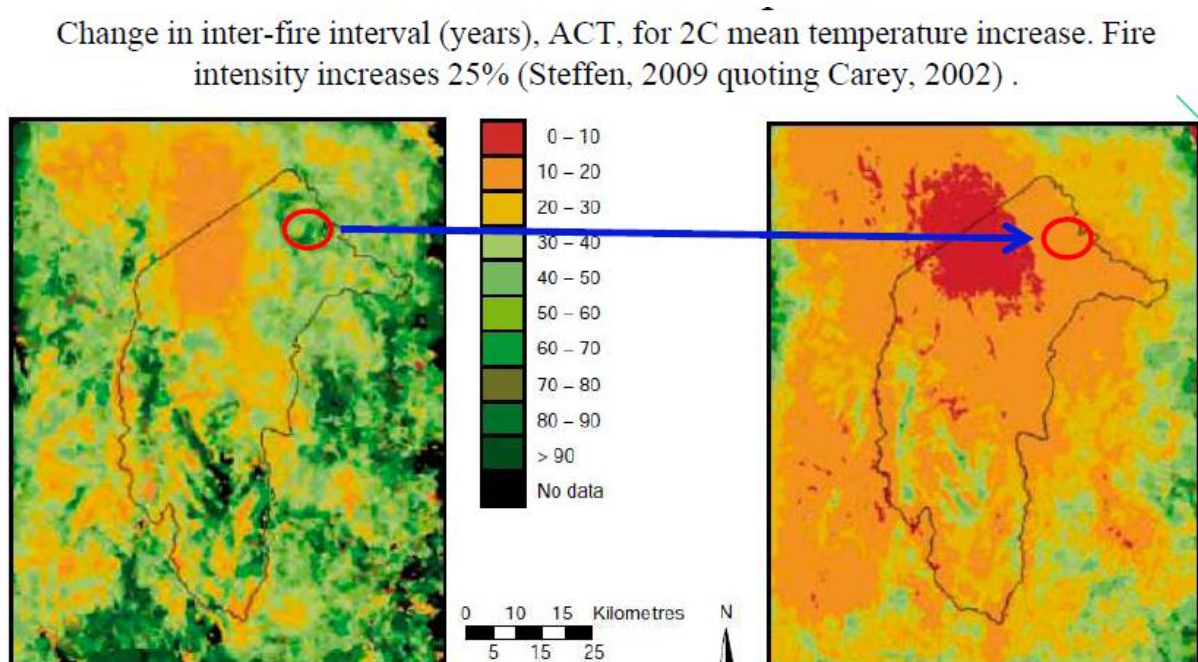 Change in inter-fire interval (years), ACT, for 2C mean temperature increase. Fire
intensity increases 25% (Steffen, 2009 quoting Carey, 2002) .
0 – 10
10 – 20
20 – 30
30 – 40
40 – 50
50 – 60
60 – 70
70 – 80
80 – 90
> 90
No data
0 10 15 Kilometres N
5 15 25